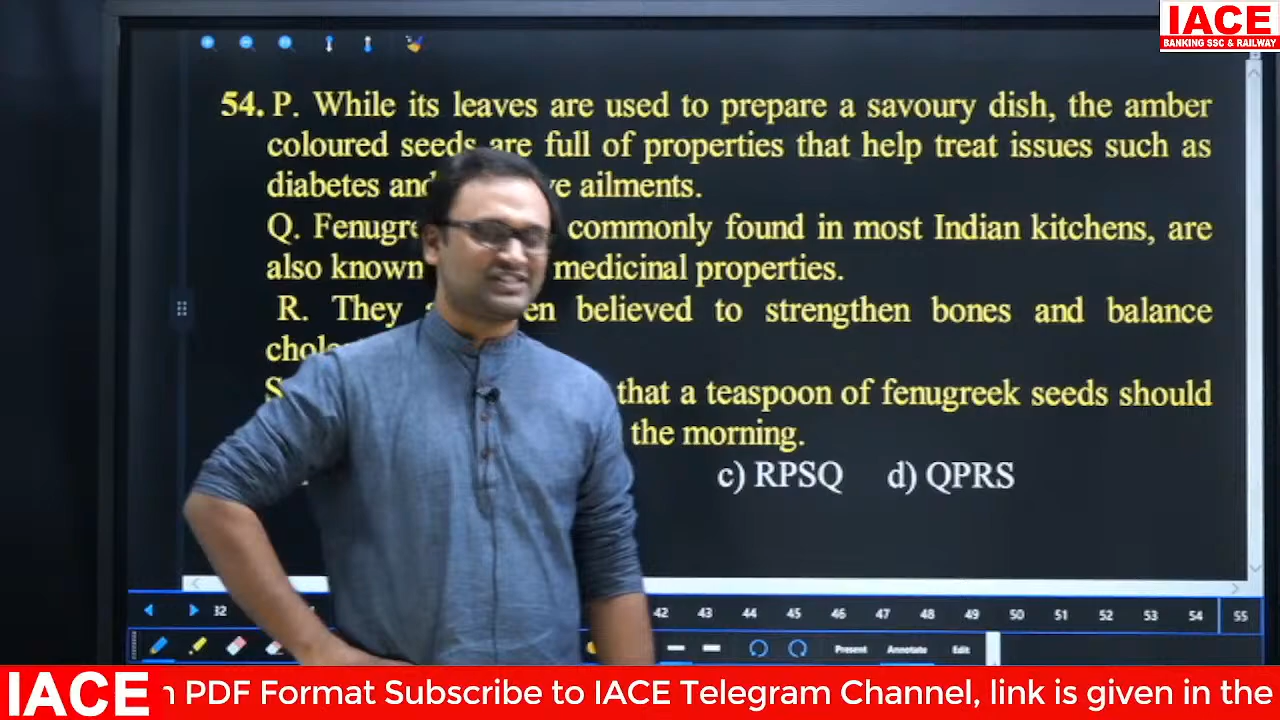 IACE
BANKING SSC & RAILWAY
54. P. While its leaves are used to prepare a savoury dish, the amber
coloured seeds are full of properties that help treat issues such as
diabetes and ailments.
Q. commonly found in most Indian kitchens, are
also known medicinal properties.
R. They believed to strengthen bones and balance
that a teaspoon of fenugreek seeds should
the morning.
c) RPSQ d) QPRS
32 42 43 44 45 46 47 48 49 50 51 52 53 54 55
Present Annotate Edit
IACE PDF Format Subscribe to IACE Telegram Channel, link is given in the